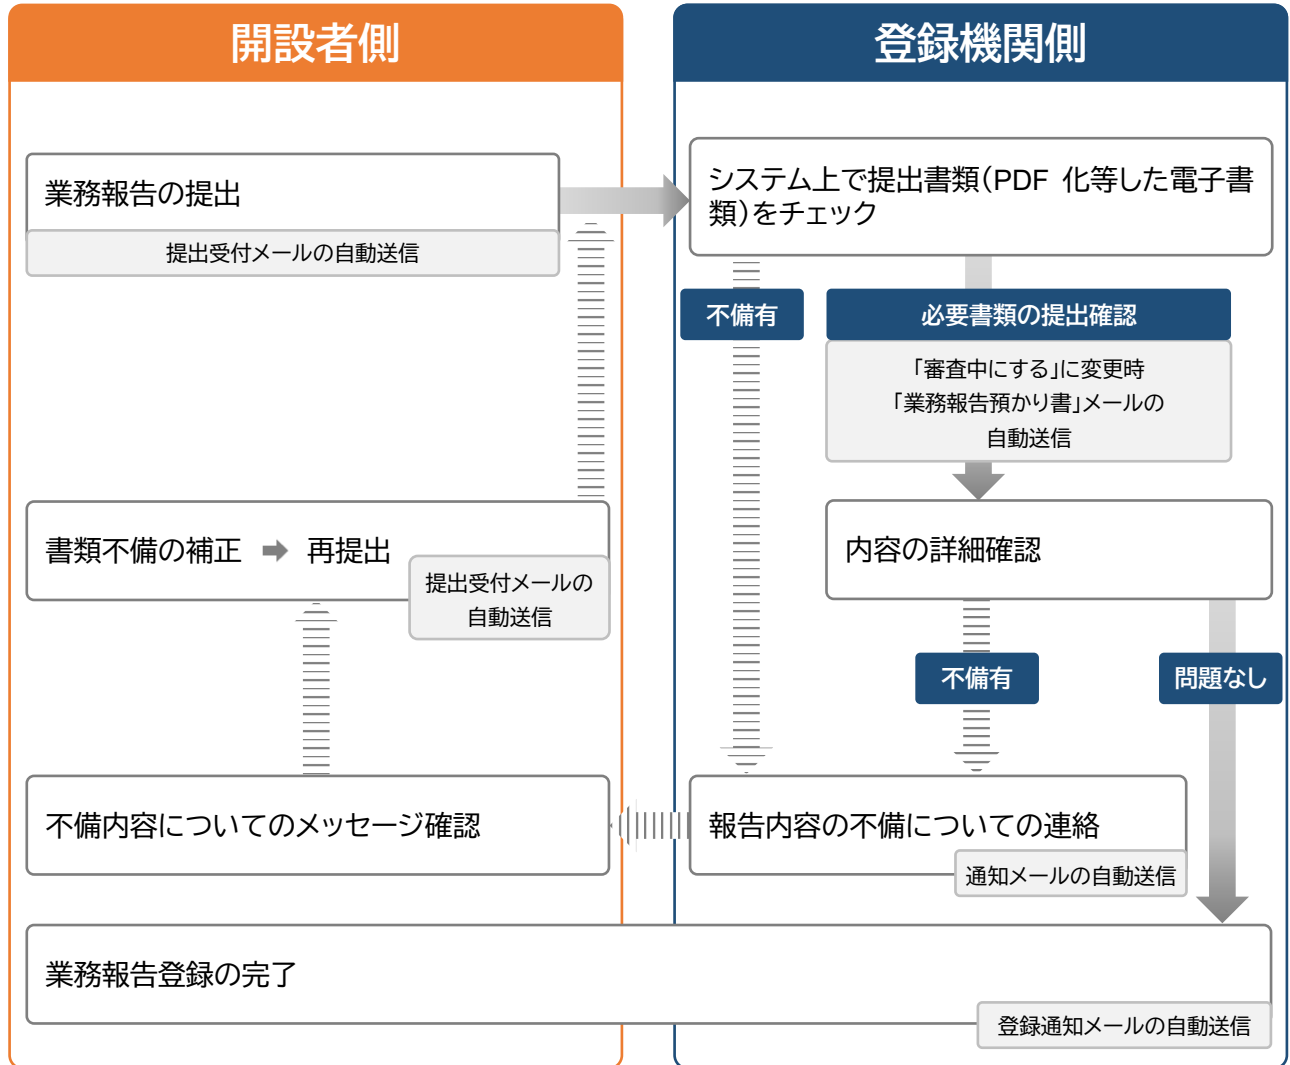 開設者側
登録機関側
業務報告の提出
提出受付メールの自動送信
システム上で提出書類(PDF 化等した電子書
類)をチェック
不備有
必要書類の提出確認
「審査中にする」に変更時
「業務報告預かり書」メールの
自動送信
書類不備の補正 ➡ 再提出
提出受付メールの
自動送信
内容の詳細確認
不備有
問題なし
不備内容についてのメッセージ確認
報告内容の不備についての連絡
通知メールの自動送信
業務報告登録の完了
登録通知メールの自動送信